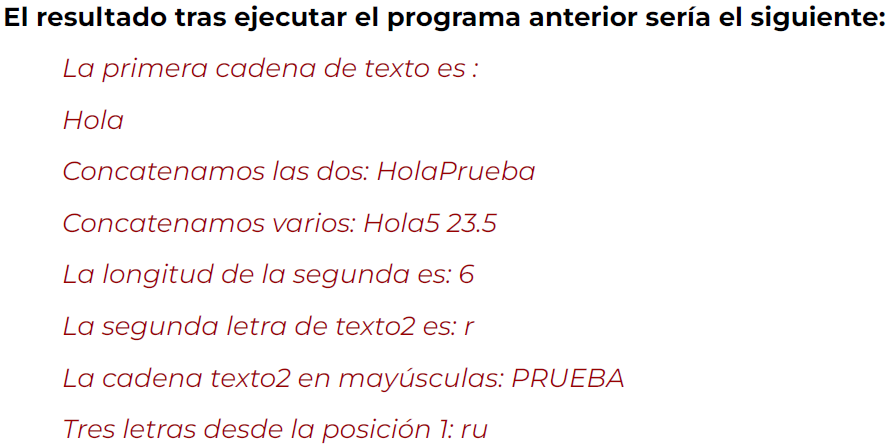 El resultado tras ejecutar el programa anterior sería el siguiente:
La primera cadena de texto es :
Hola
Concatenamos las dos: HolaPrueba
Concatenamos varios: Hola5 23.5
La longitud de la segunda es: 6
La segunda letra de texto2 es: r
La cadena texto2 en mayúsculas: PRUEBA
Tres letras desde la posición 1: ru